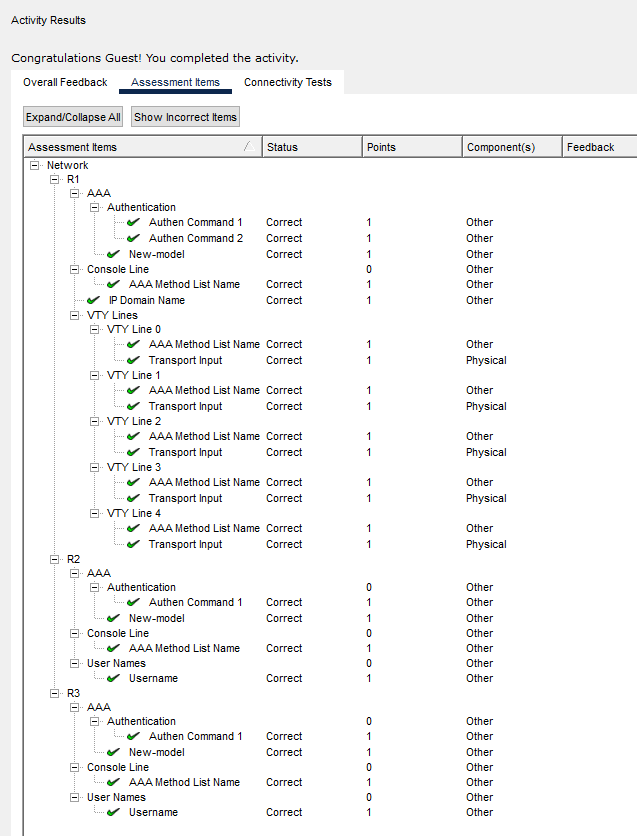 Activity Results
Congratulations Guest! You completed the activity.
Overall Feedback Assessment Items Connectivity Tests
Expand/Collapse All Show Incorrect Items
Assessment Items Status Points Component(s) Feedback
Network
R1
AAA
Authentication
Authen Command 1 Correct 1 Other
Authen Command 2 Correct 1 Other
New-model Correct 1 Other
Console Line 0 Other
AAA Method List Name Correct 1 Other
IP Domain Name Correct 1 Other
VTY Lines
VTY Line 0
AAA Method List Name Correct 1 Other
Transport Input Correct 1 Physical
VTY Line 1
AAA Method List Name Correct 1 Other
Transport Input Correct 1 Physical
VTY Line 2
AAA Method List Name Correct 1 Other
Transport Input Correct 1 Physical
VTY Line 3
AAA Method List Name Correct 1 Other
Transport Input Correct 1 Physical
VTY Line 4
AAA Method List Name Correct 1 Other
Transport Input Correct 1 Physical
R2
AAA
Authentication 0 Other
Authen Command 1 Correct 1 Other
New-model Correct 1 Other
Console Line 0 Other
AAA Method List Name Correct 1 Other
User Names 0 Other
Username Correct 1 Other
R3
AAA
Authentication 0 Other
Authen Command 1 Correct 1 Other
New-model Correct 1 Other
Console Line 0 Other
AAA Method List Name Correct 1 Other
User Names 0 Other
Username Correct 1 Other